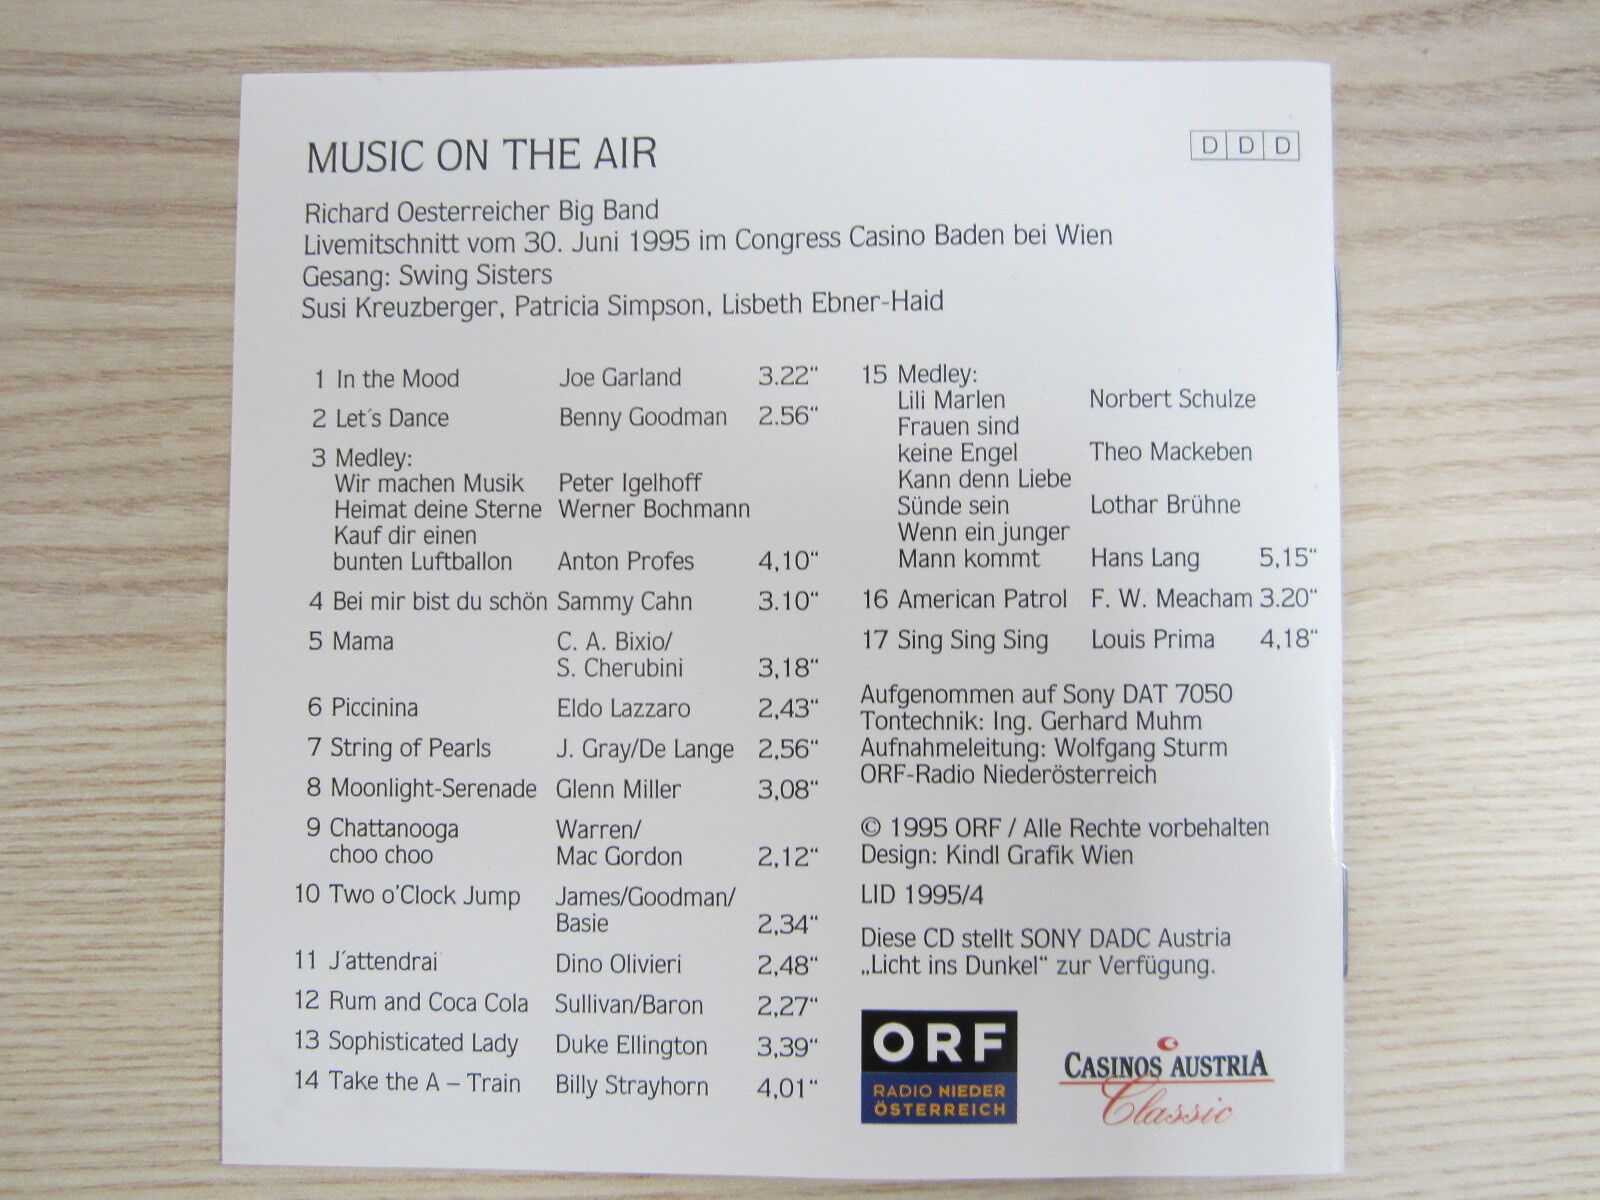 MUSIC ON THE AIR
D D D
Richard Oesterreicher Big Band
Livemitschnitt vom 30. Juni 1995 im Congress Casino Baden bei Wien
Gesang: Swing Sisters
Susi Kreuzberger, Patricia Simpson, Lisbeth Ebner-Haid
1 In the Mood Joe Garland 3.22“
2 Let´s Dance Benny Goodman 2.56“
3 Medley:
Wir machen Musik Peter Igelhoff
Heimat deine Sterne Werner Bochmann
Kauf dir einen
bunten Luftballon Anton Profes 4,10“
4 Bei mir bist du schön Sammy Cahn 3.10“
5 Mama C. A. Bixio/
S. Cherubini 3,18“
6 Piccinina Eldo Lazzaro 2,43“
7 String of Pearls J. Gray/De Lange 2,56“
8 Moonlight-Serenade Glenn Miller 3,08“
9 Chattanooga Warren/
choo choo Mac Gordon 2,12“
10 Two o’Clock Jump James/Goodman/
Basie 2,34“
11 J´attendrai Dino Olivieri 2,48“
12 Rum and Coca Cola Sullivan/Baron 2,27“
13 Sophisticated Lady Duke Ellington 3,39“
14 Take the A – Train Billy Strayhorn 4,01“
15 Medley:
Lili Marlen Norbert Schulze
Frauen sind
keine Engel Theo Mackeben
Kann denn Liebe
Sünde sein Lothar Brühne
Wenn ein junger
Mann kommt Hans Lang 5,15“
16 American Patrol F. W. Meacham 3.20“
17 Sing Sing Sing Louis Prima 4,18“
Aufgenommen auf Sony DAT 7050
Tontechnik: Ing. Gerhard Muhm
Aufnahmeleitung: Wolfgang Sturm
ORF-Radio Niederösterreich
© 1995 ORF / Alle Rechte vorbehalten
Design: Kindl Grafik Wien
LID 1995/4
Diese CD stellt SONY DADC Austria
„Licht ins Dunkel“ zur Verfügung.
ORF
RADIO NIEDER
ÖSTERREICH
CASINOS AUSTRIA
Classic